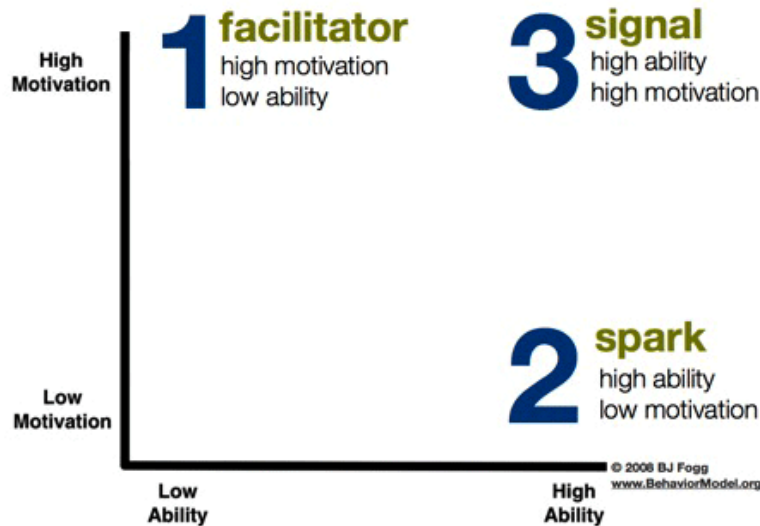 High
Motivation
1
facilitator
high motivation
low ability
3
signal
high ability
high motivation
Low
Motivation
2
spark
high ability
low motivation
Low
Ability
High
Ability
© 2008 BJ Fogg
www.BehaviorModel.org